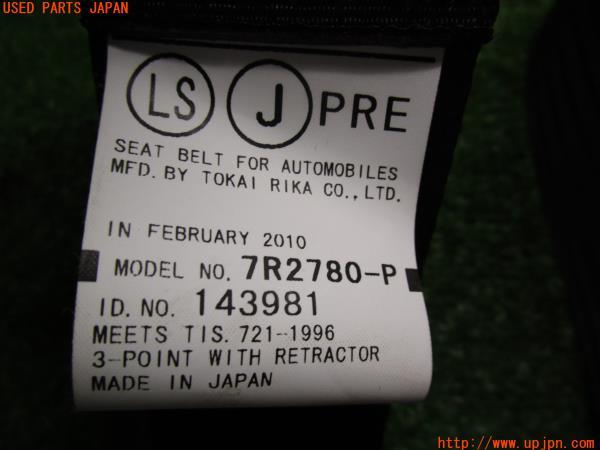 USED PARTS JAPAN
LS J PRE
SEAT BELT FOR AUTOMOBILES
MFD. BY TOKAI RIKA CO., LTD.
IN FEBRUARY 2010
MODEL NO. 7R2780-P
ID. NO. 143981
MEETS TIS. 721-1996
3-POINT WITH RETRACTOR
MADE IN JAPAN
http://www.upjpn.com/